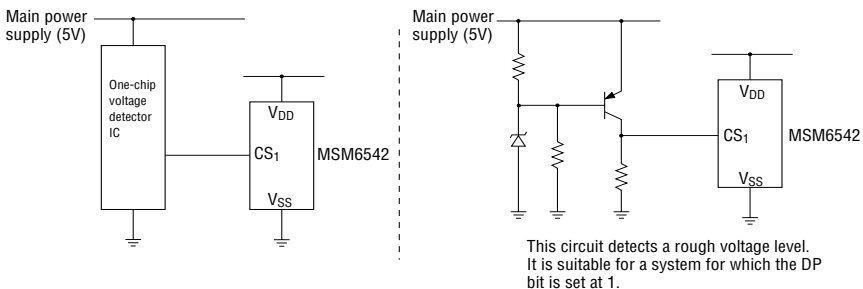 Main power
supply (5V)
One-chip
voltage
detector
IC
VDD
CS1
MSM6542
VSS
Main power
supply (5V)
VDD
CS1
MSM6542
VSS
This circuit detects a rough voltage level.
It is suitable for a system for which the DP
bit is set at 1.